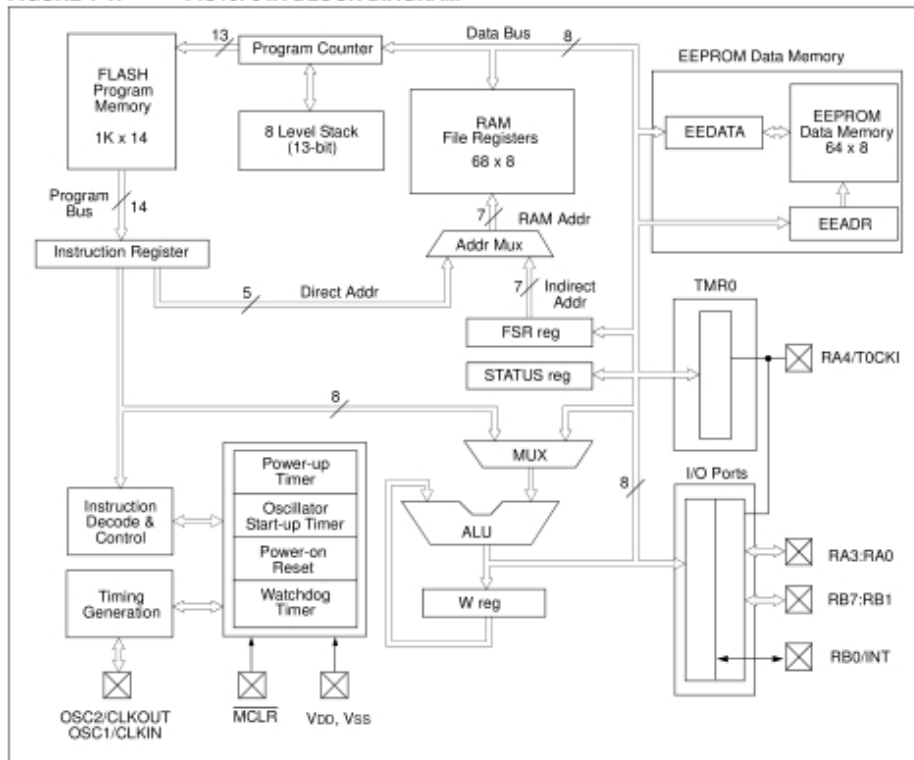 13
Program Counter
Data Bus
8
EEPROM Data Memory
FLASH
Program
Memory
1K x 14
8 Level Stack
(13-bit)
RAM
File Registers
68 x 8
EEDATA
EEPROM
Data Memory
64 x 8
EEADR
Program
Bus
14
7
RAM Addr
Addr Mux
Instruction Register
5
Direct Addr
7
Indirect
Addr
TMR0
FSR reg
RA4/T0CKI
STATUS reg
8
MUX
Power-up
Timer
8
I/O Ports
Instruction
Decode &
Control
Oscillator
Start-up Timer
ALU
Power-on
Reset
RA3:RA0
Timing
Generation
Watchdog
Timer
W reg
RB7:RB1
RB0/INT
OSC2/CLKOUT
OSC1/CLKIN
MCLR
VDD, VSS